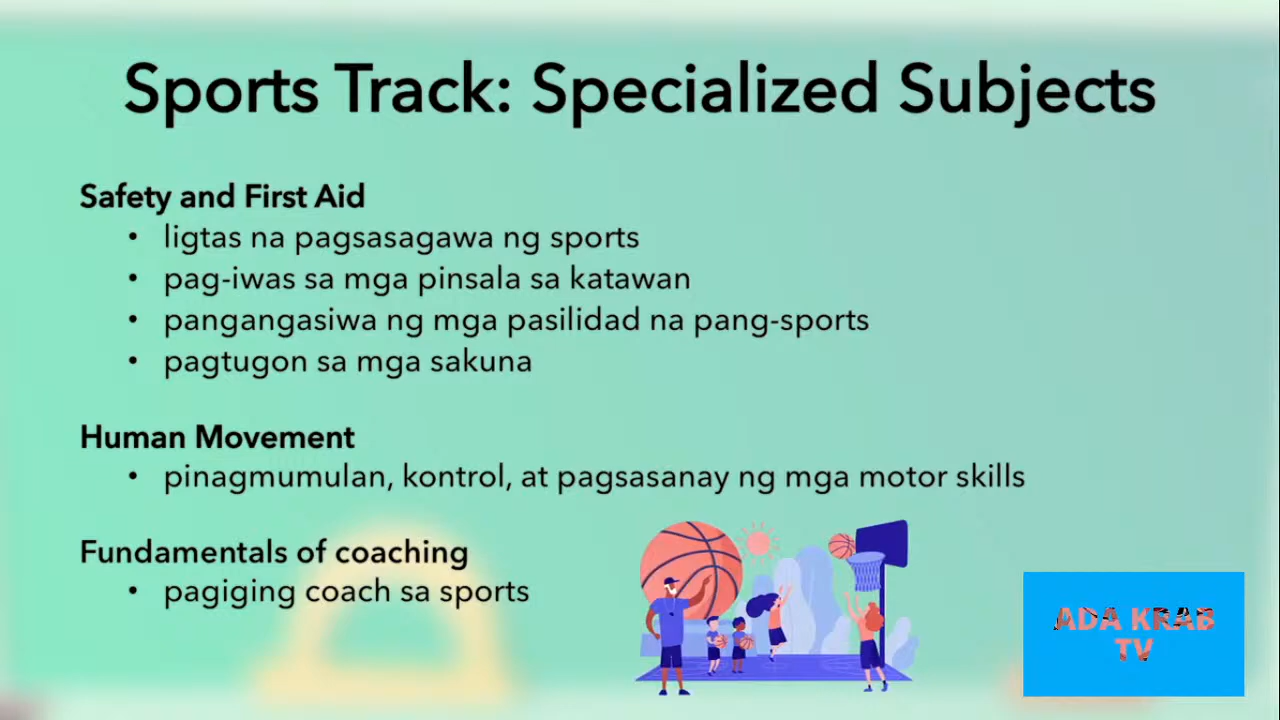 Sports Track: Specialized Subjects
Safety and First Aid
• ligtas na pagsasagawa ng sports
• pag-iwas sa mga pinsala sa katawan
• pangangasiwa ng mga pasilidad na pang-sports
• pagtugon sa mga sakuna
Human Movement
• pinagmumulan, kontrol, at pagsasanay ng mga motor skills
Fundamentals of coaching
• pagiging coach sa sports
ADA KRAB
TV